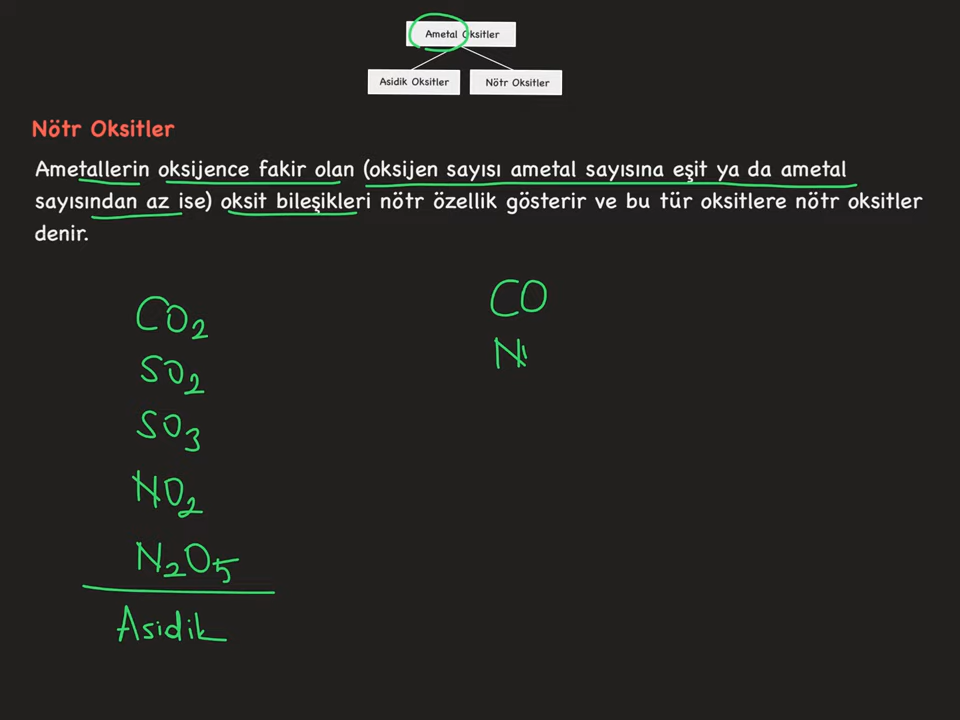 Ametal Oksitler
Asidik Oksitler
Nötr Oksitler
Nötr Oksitler
Ametallerin oksijence fakir olan (oksijen sayısı ametal sayısına eşit ya da ametal
sayısından az ise) oksit bileşikleri nötr özellik gösterir ve bu tür oksitlere nötr oksitler
denir.
CO₂
SO₂
SO₃
NO₂
N₂O₅
Asidik
CO
N